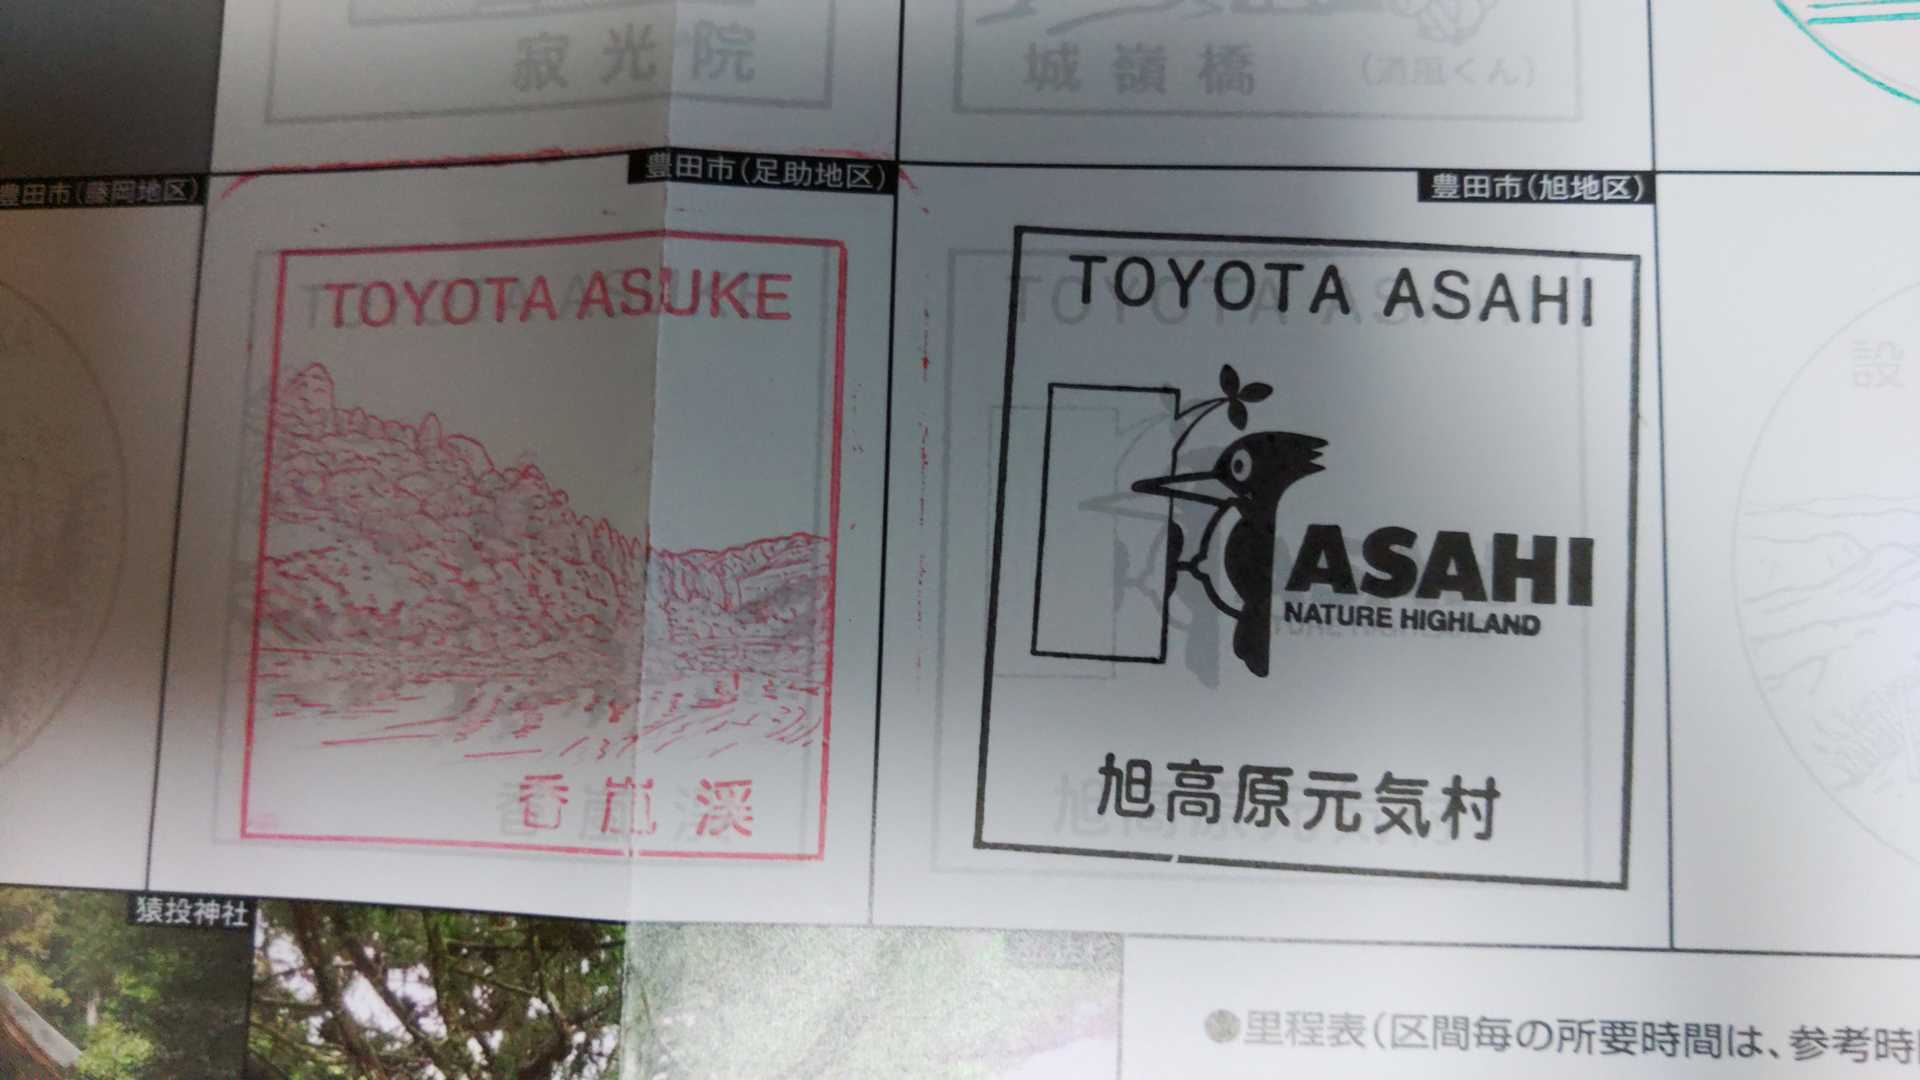 寂光院
城嶺橋 (清風くん)
豊田市(藤岡地区)
豊田市(足助地区)
豊田市(旭地区)
TOYOTA ASUKE
香嵐渓
TOYOTA ASAHI
ASAHI
NATURE HIGHLAND
旭高原元気村
設
猿投神社
●里程表(区間毎の所要時間は、参考時